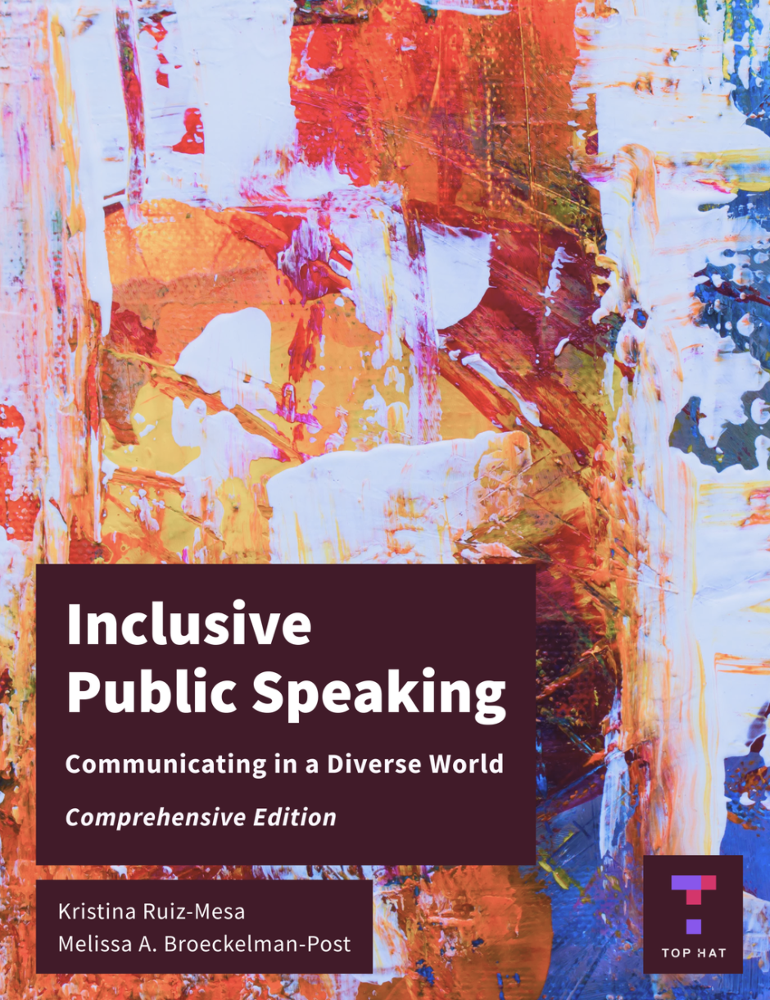 Inclusive
Public Speaking
Communicating in a Diverse World
Comprehensive Edition
Kristina Ruiz-Mesa
Melissa A. Broeckelman-Post
TOP HAT